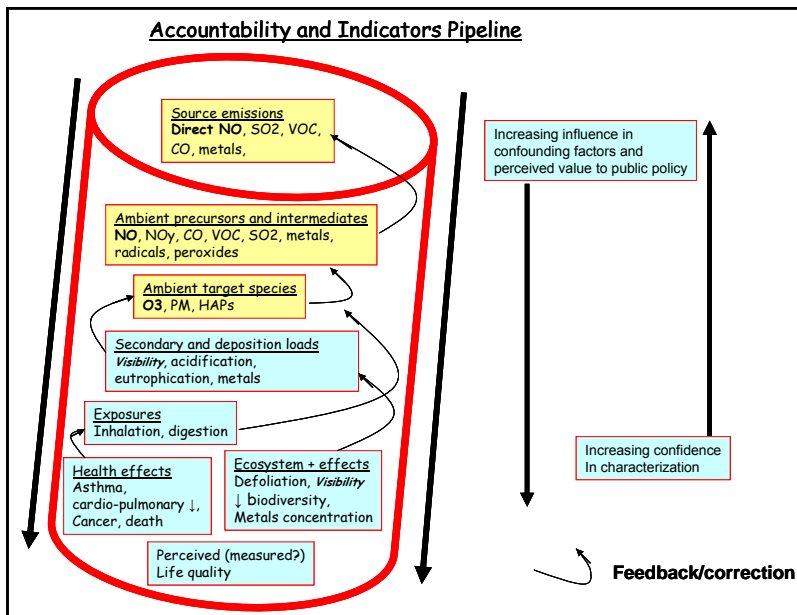 Accountability and Indicators Pipeline
Source emissions
Direct NO, SO2, VOC,
CO, metals,
Increasing influence in
confounding factors and
perceived value to public policy
Ambient precursors and intermediates
NO, NOy, CO, VOC, SO2, metals,
radicals, peroxides
Ambient target species
O3, PM, HAPs
Secondary and deposition loads
Visibility, acidification,
eutrophication, metals
Exposures
Inhalation, digestion
Increasing confidence
In characterization
Health effects
Asthma,
cardio-pulmonary ↓,
Cancer, death
Ecosystem + effects
Defoliation, Visibility
↓ biodiversity,
Metals concentration
Perceived (measured?)
Life quality
Feedback/correction